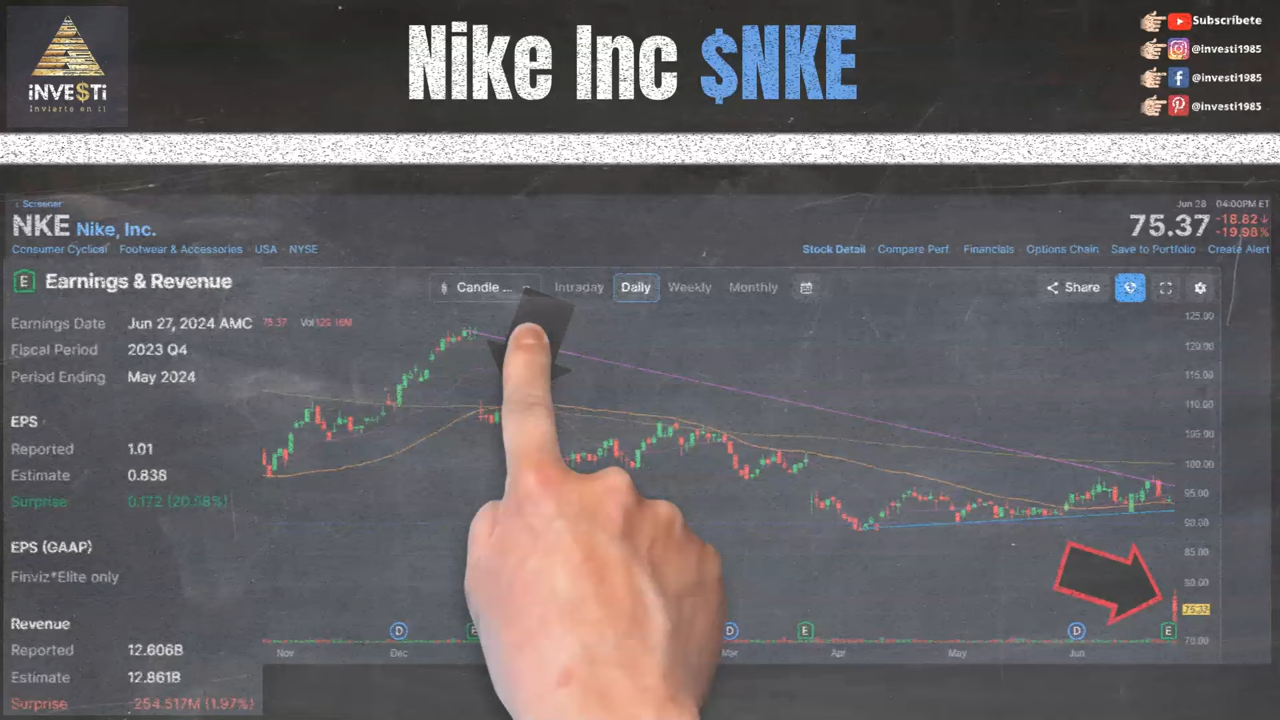 Nike Inc $NKE
iNVE$Ti
Invierte en ti
Subscríbete
@investi1985
@investi1985
@investi1985
‹ Screener
NKE Nike, Inc.
Consumer Cyclical · Footwear & Accessories · USA · NYSE
Jun 28 04:00PM ET
75.37 -18.82↓
-19.98%
Stock Detail · Compare Perf. Financials · Options Chain · Save to Portfolio · Create Alert
E Earnings & Revenue
Candle ... Intraday Daily Weekly Monthly
Share
Earnings Date Jun 27, 2024 AMC
75.37
Fiscal Period 2023 Q4
Period Ending May 2024
EPS
Reported 1.01
Estimate 0.838
Surprise 0.172 (20.58%)
EPS (GAAP)
Finviz*Elite only
Revenue
Reported 12.606B
Estimate 12.861B
Surprise -254.517M (1.97%)
125.00
120.00
115.00
110.00
105.00
100.00
95.00
90.00
85.00
80.00
75.37
70.00
D E D E D E
Nov Dec Mar Apr May Jun